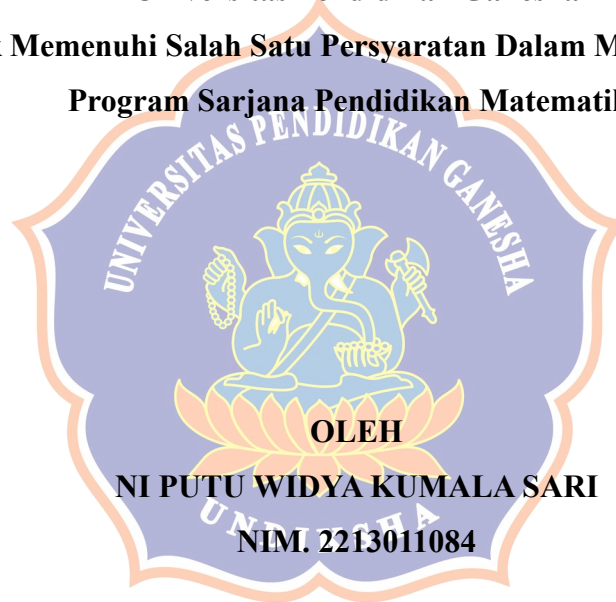 Memenuhi Salah Satu Persyaratan Dalam
Program Sarjana Pendidikan
UNIVERSITAS PENDIDIKAN GANESHA
OLEH
NI PUTU WIDYA KUMALA SARI
UNDIKSHA
NIM. 2213011084